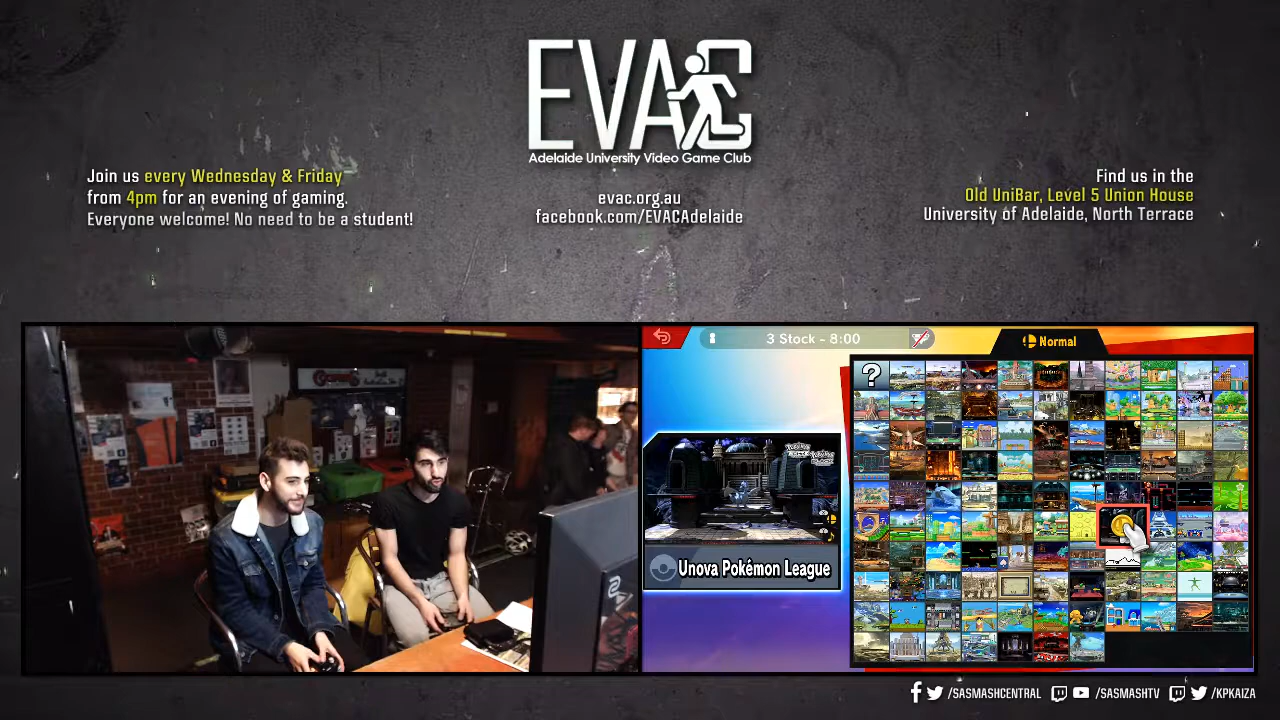 EVAC
Adelaide University Video Game Club
Join us every Wednesday & Friday
from 4pm for an evening of gaming.
Everyone welcome! No need to be a student!
evac.org.au
facebook.com/EVACAdelaide
Find us in the
Old UniBar, Level 5 Union House
University of Adelaide, North Terrace
3 Stock - 8:00
Normal
?
Unova Pokémon League
/SASMASHCENTRAL
/SASMASHTV
/KPKAIZA